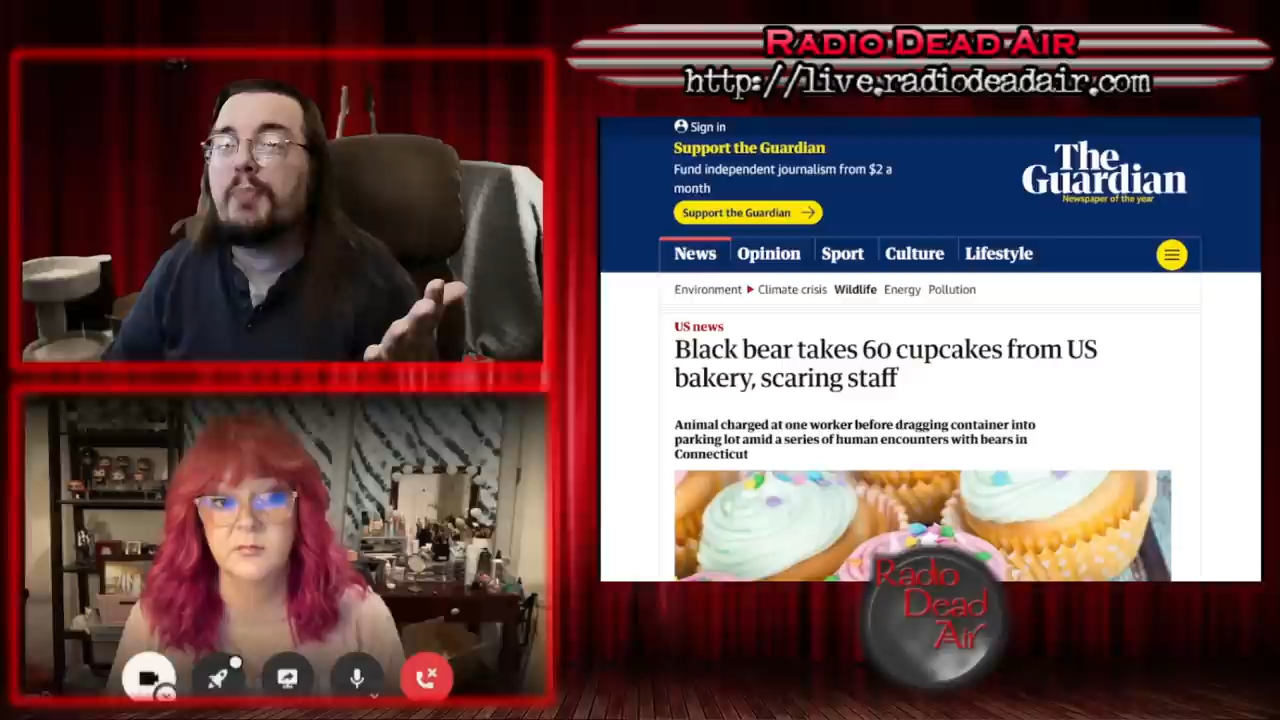 Radio Dead Air
http://live.radiodeadair.com
Sign in
Support the Guardian
Fund independent journalism from $2 a
month
Support the Guardian
The
Guardian
Newspaper of the year
News Opinion Sport Culture Lifestyle
Environment Climate crisis Wildlife Energy Pollution
US news
Black bear takes 60 cupcakes from US
bakery, scaring staff
Animal charged at one worker before dragging container into
parking lot amid a series of human encounters with bears in
Connecticut
Radio
Dead
Air